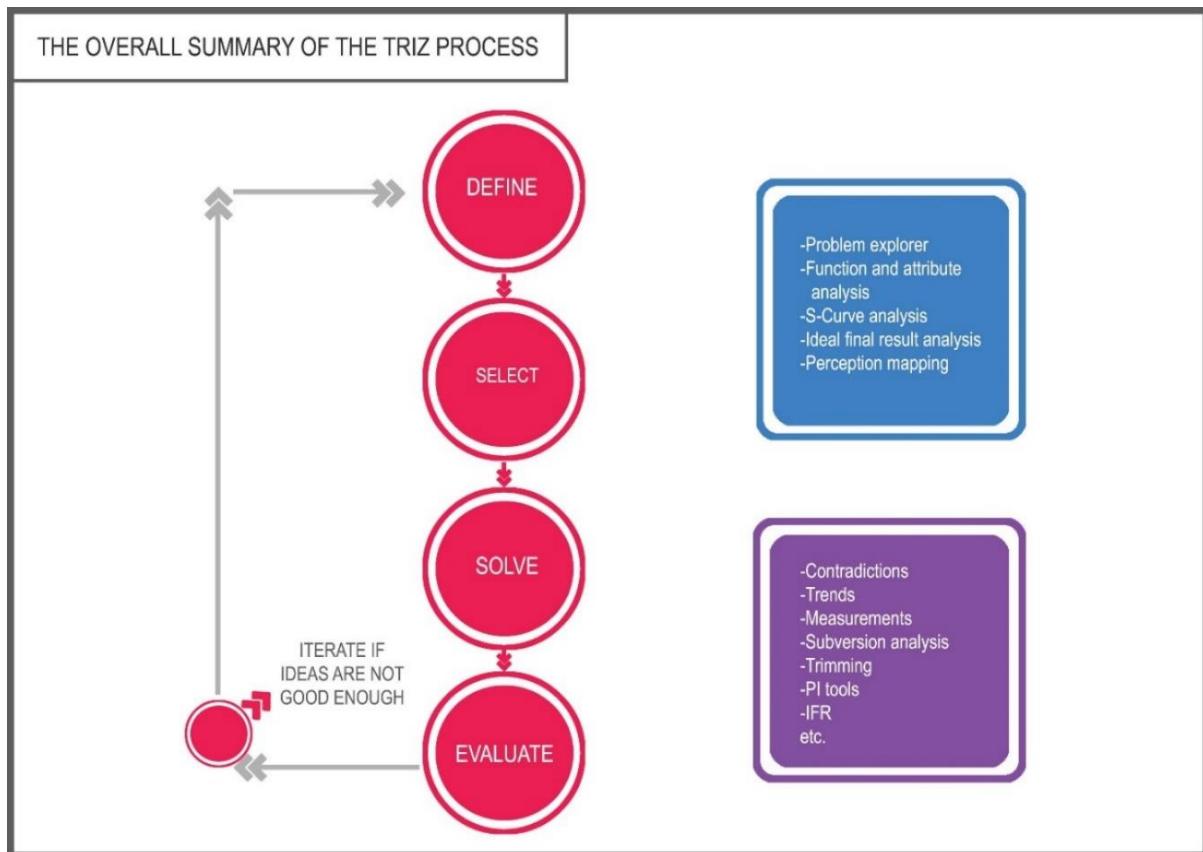 THE OVERALL SUMMARY OF THE TRIZ PROCESS
DEFINE
SELECT
SOLVE
EVALUATE
ITERATE IF
IDEAS ARE NOT
GOOD ENOUGH
-Problem explorer
-Function and attribute
analysis
-S-Curve analysis
-Ideal final result analysis
-Perception mapping
-Contradictions
-Trends
-Measurements
-Subversion analysis
-Trimming
-PI tools
-IFR
etc.